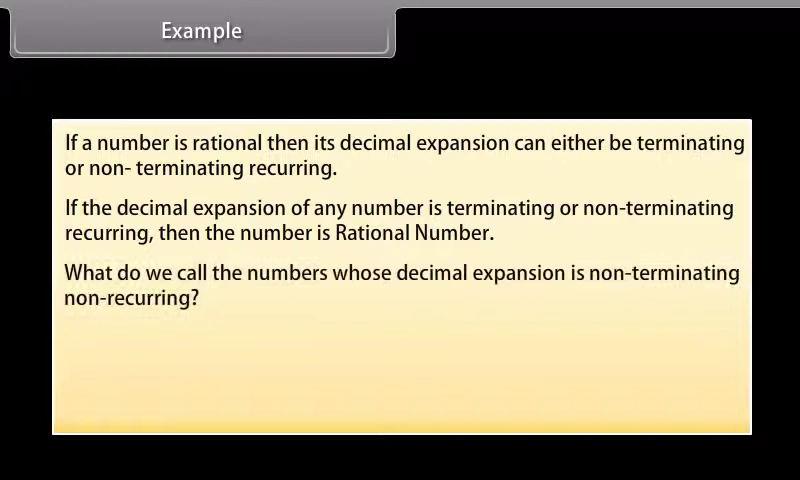 Example
If a number is rational then its decimal expansion can either be terminating
or non- terminating recurring.
If the decimal expansion of any number is terminating or non-terminating
recurring, then the number is Rational Number.
What do we call the numbers whose decimal expansion is non-terminating
non-recurring?